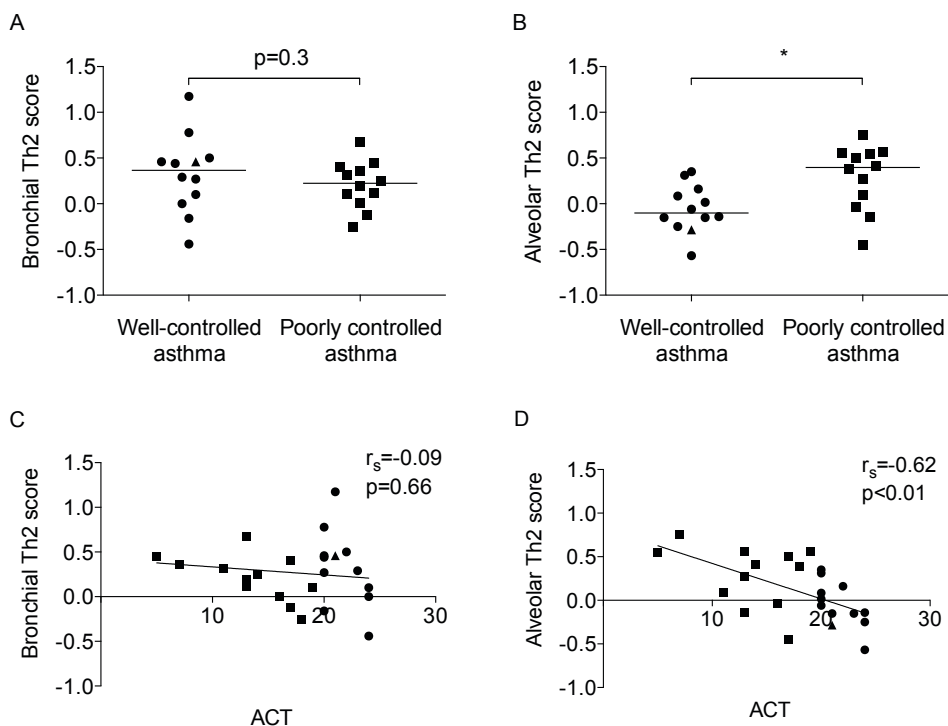 A
p=0.3
Bronchial Th2 score
1.5
1.0
0.5
0.0
-0.5
-1.0
Well-controlled
asthma
Poorly controlled
asthma
B
*
Alveolar Th2 score
1.5
1.0
0.5
0.0
-0.5
-1.0
Well-controlled
asthma
Poorly controlled
asthma
C
rs=-0.09
p=0.66
Bronchial Th2 score
1.5
1.0
0.5
0.0
-0.5
-1.0
10
20
30
ACT
D
rs=-0.62
p<0.01
Alveolar Th2 score
1.5
1.0
0.5
0.0
-0.5
-1.0
10
20
30
ACT